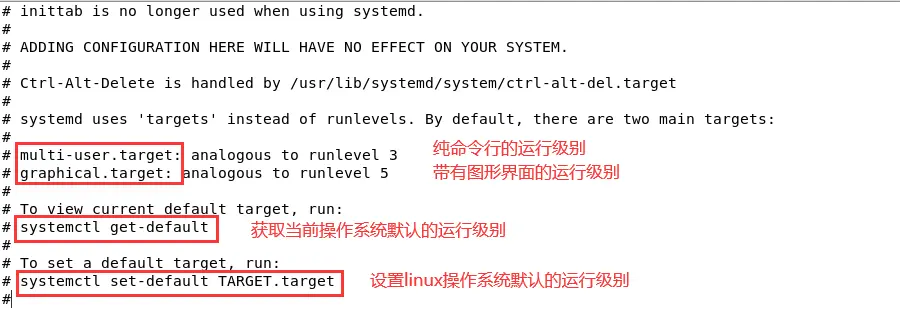 # inittab is no longer used when using systemd.
#
# ADDING CONFIGURATION HERE WILL HAVE NO EFFECT ON YOUR SYSTEM.
#
# Ctrl-Alt-Delete is handled by /usr/lib/systemd/system/ctrl-alt-del.target
#
# systemd uses 'targets' instead of runlevels. By default, there are two main targets:
#
# multi-user.target: analogous to runlevel 3 纯命令行的运行级别
# graphical.target: analogous to runlevel 5 带有图形界面的运行级别
#
# To view current default target, run:
# systemctl get-default 获取当前操作系统默认的运行级别
#
# To set a default target, run:
# systemctl set-default TARGET.target 设置linux操作系统默认的运行级别
#